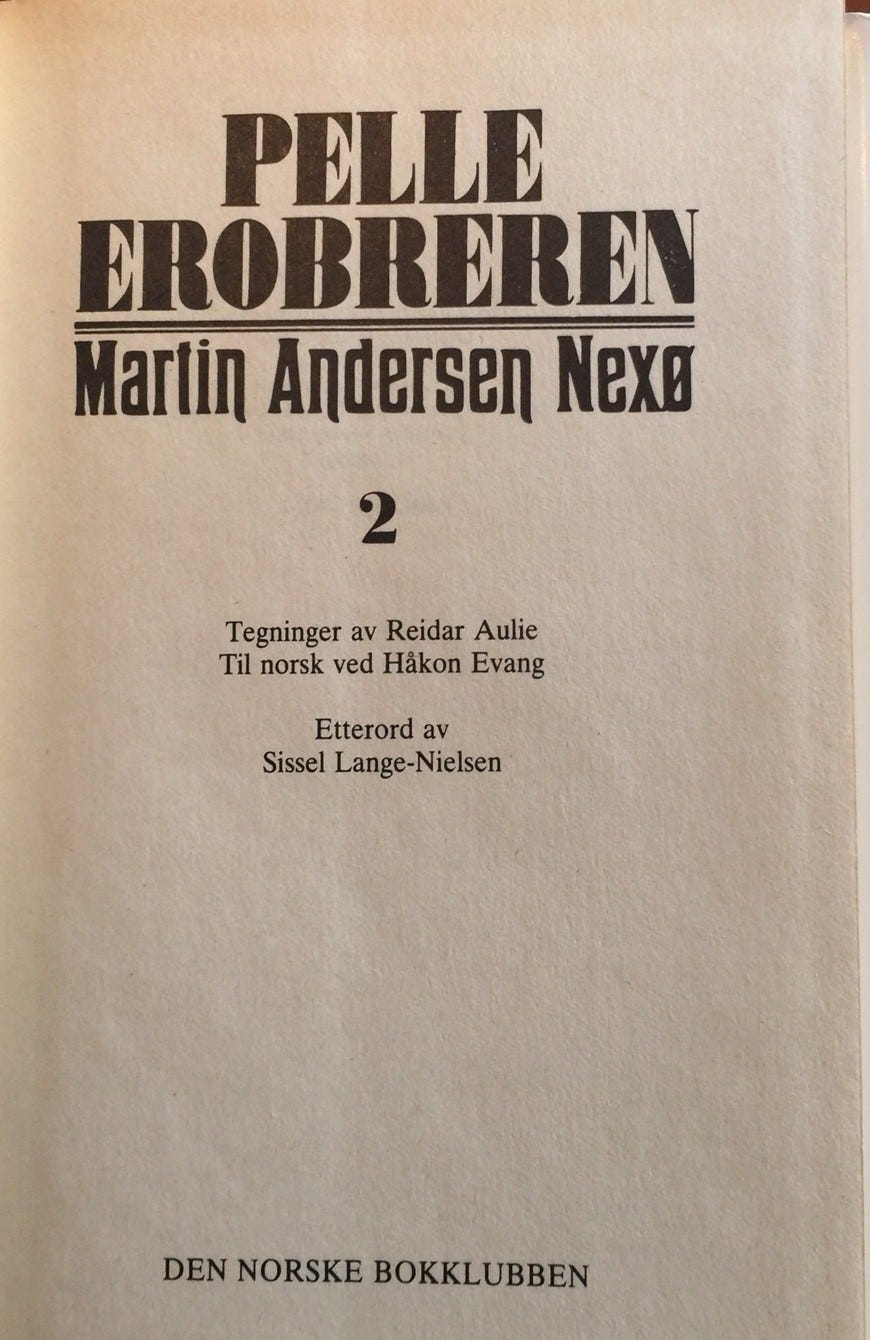 PELLE
EROBREREN
Martin Andersen Nexø
2
Tegninger av Reidar Aulie
Til norsk ved Håkon Evang
Etterord av
Sissel Lange-Nielsen
DEN NORSKE BOKKLUBBEN